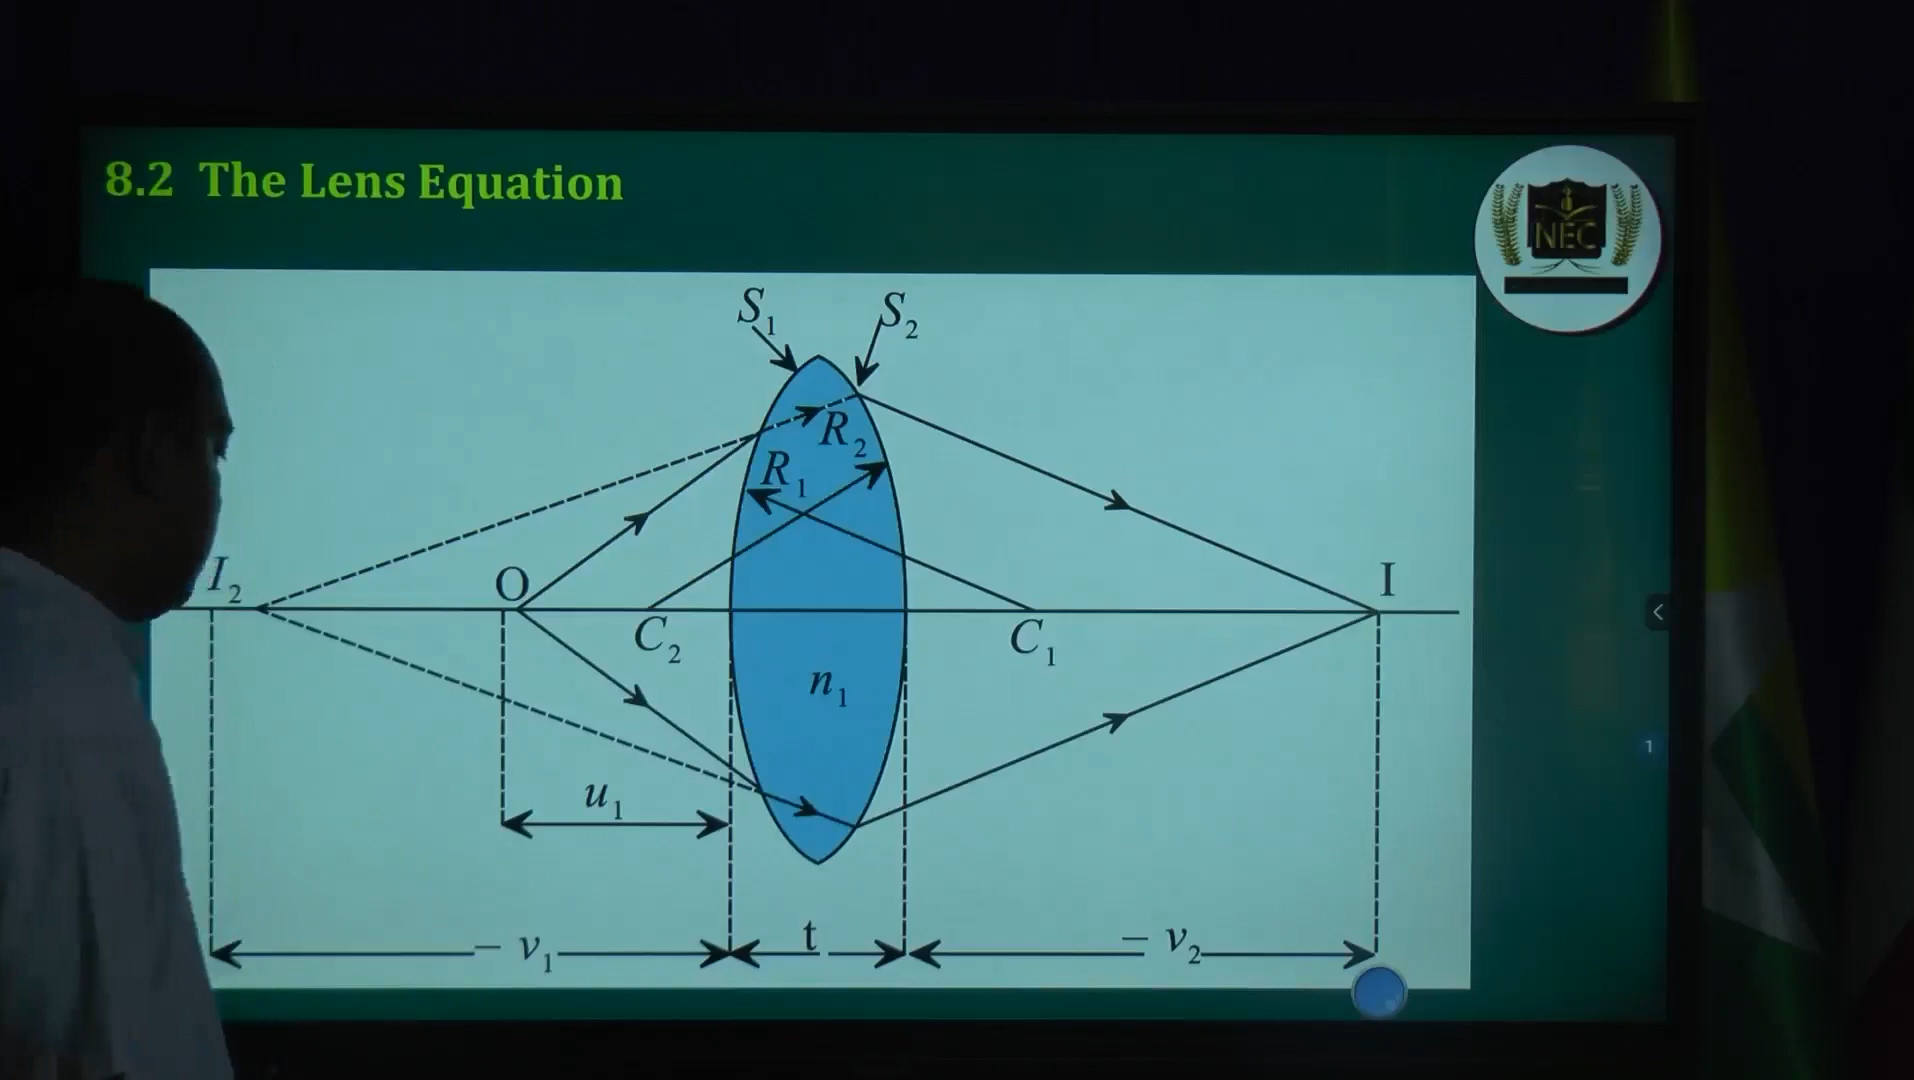 8.2 The Lens Equation
NEC
S₁
S₂
R₂
R₁
I₂
O
I
C₂
C₁
n₁
u₁
1
– v₁
t
– v₂